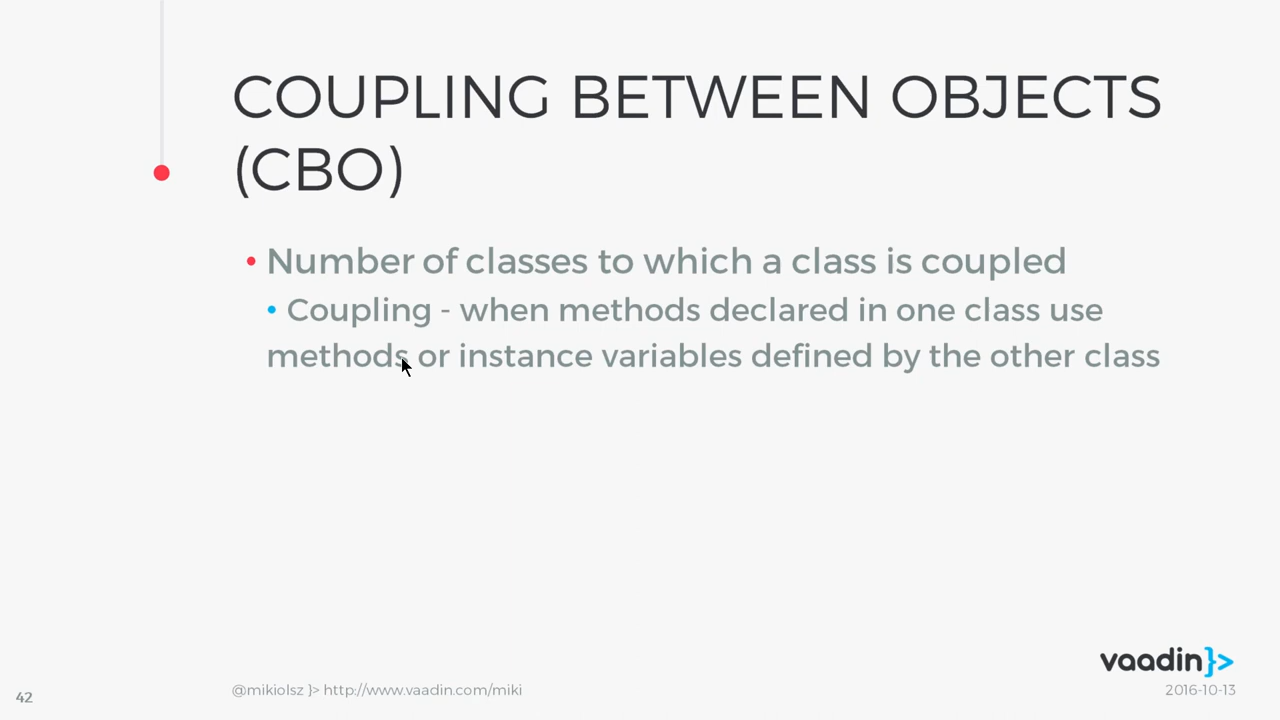 COUPLING BETWEEN OBJECTS
(CBO)
• Number of classes to which a class is coupled
• Coupling - when methods declared in one class use
methods or instance variables defined by the other class
vaadin}>
42
@mikiolsz }> http://www.vaadin.com/miki
2016-10-13